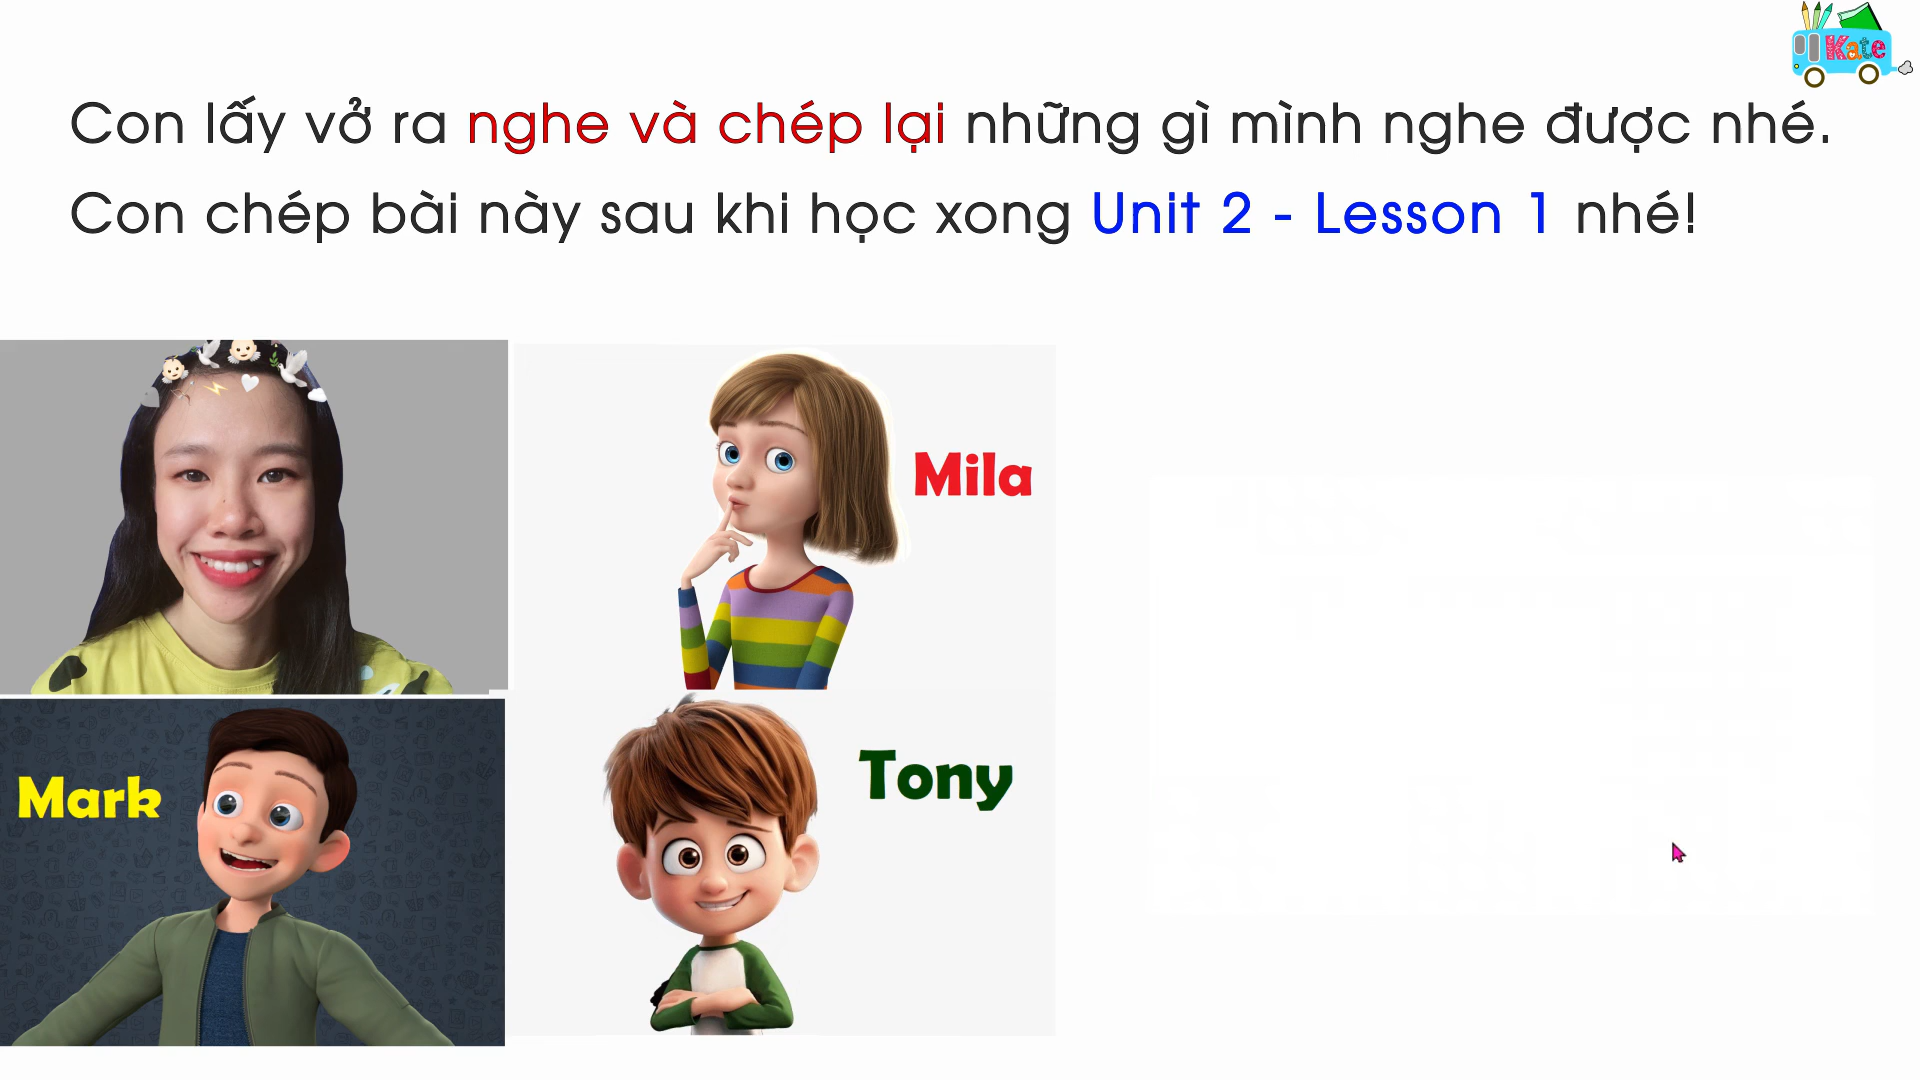 Kate
Con lấy vở ra nghe và chép lại những gì mình nghe được nhé.
Con chép bài này sau khi học xong Unit 2 - Lesson 1 nhé!
Mila
Mark
Tony